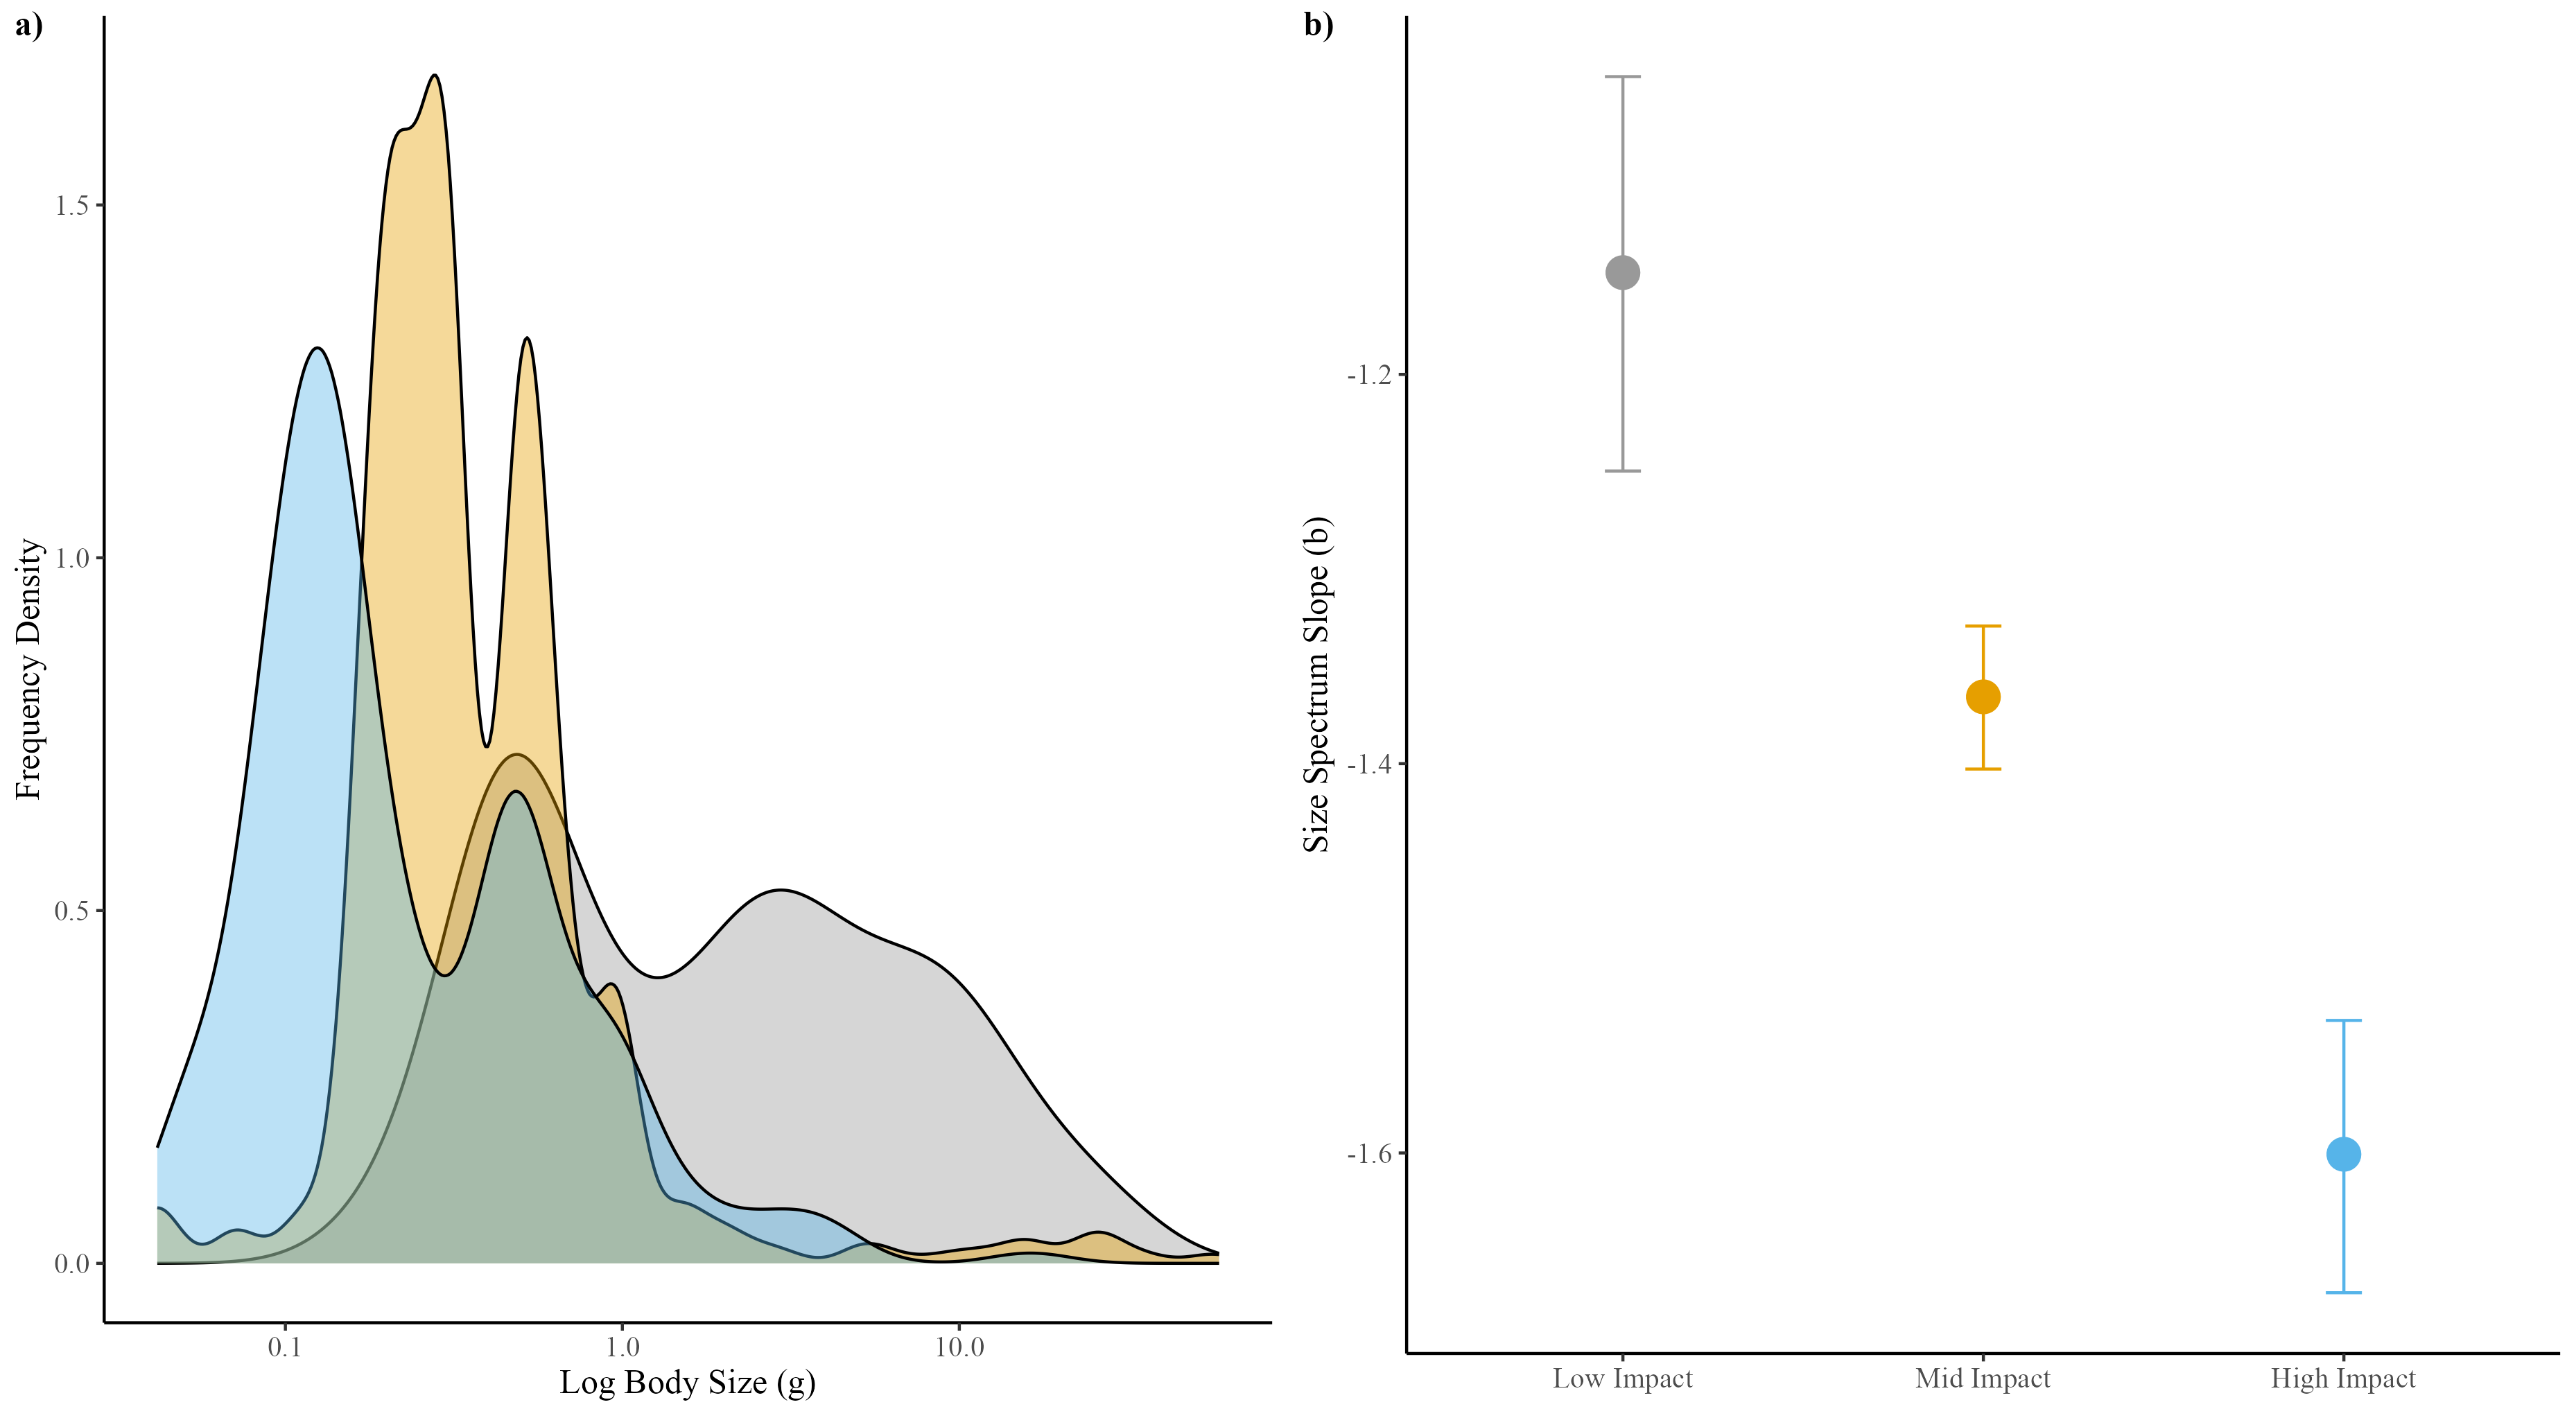 a)
Frequency Density
1.5
1.0
0.5
0.0
0.1 1.0 10.0
Log Body Size (g)
b)
Size Spectrum Slope (b)
-1.2
-1.4
-1.6
Low Impact Mid Impact High Impact